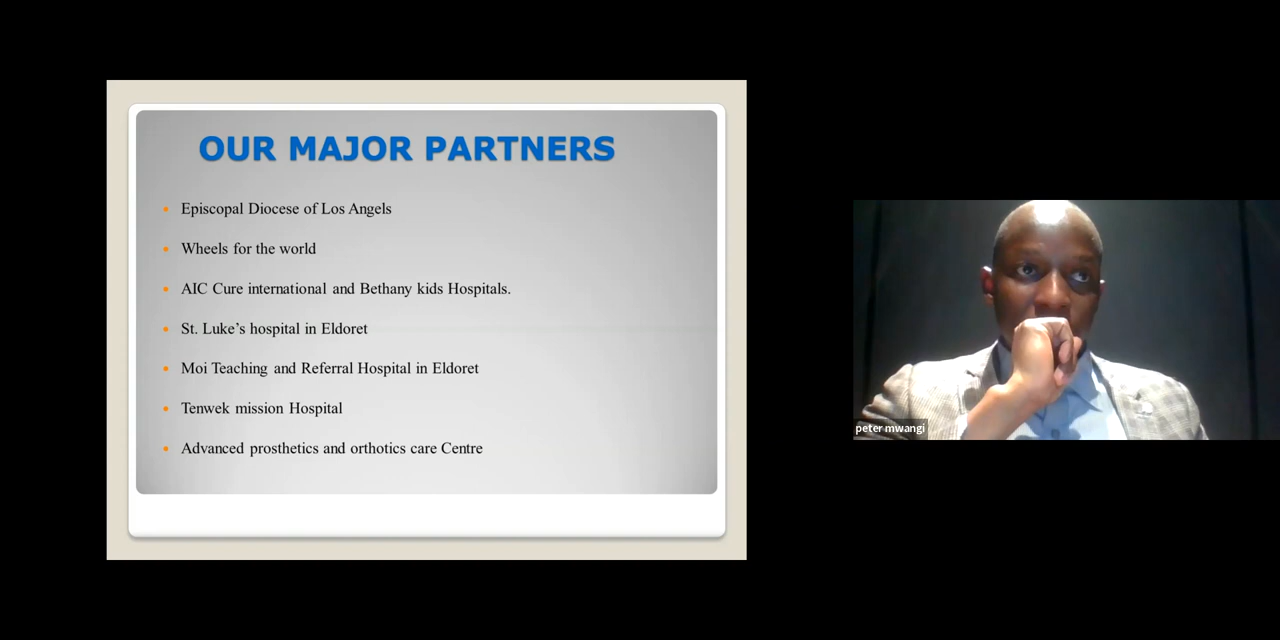 OUR MAJOR PARTNERS
Episcopal Diocese of Los Angels
Wheels for the world
AIC Cure international and Bethany kids Hospitals.
St. Luke’s hospital in Eldoret
Moi Teaching and Referral Hospital in Eldoret
Tenwek mission Hospital
Advanced prosthetics and orthotics care Centre
peter mwangi